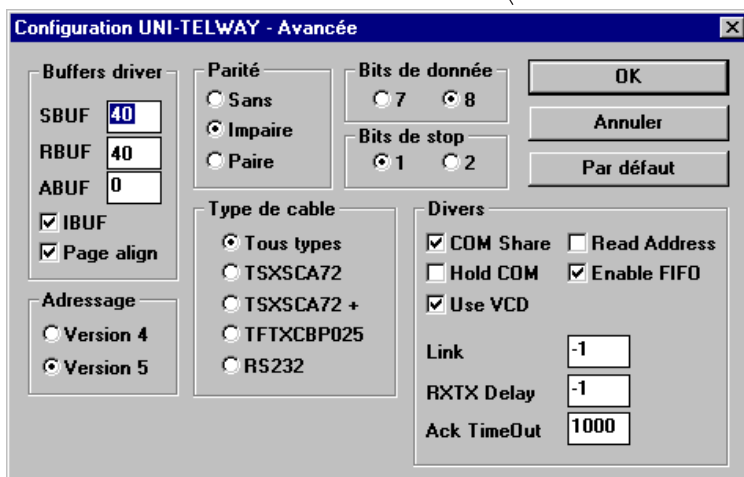 Configuration UNI-TELWAY - Avancée
Buffers driver
SBUF 40
RBUF 40
ABUF 0
IBUF
Page align
Adressage
Version 4
Version 5
Parité
Sans
Impaire
Paire
Bits de donnée
7 8
Bits de stop
1 2
Type de cable
Tous types
TSXSCA72
TSXSCA72 +
TFTXCBP025
RS232
OK
Annuler
Par défaut
Divers
COM Share Read Address
Hold COM Enable FIFO
Use VCD
Link -1
RXTX Delay -1
Ack TimeOut 1000